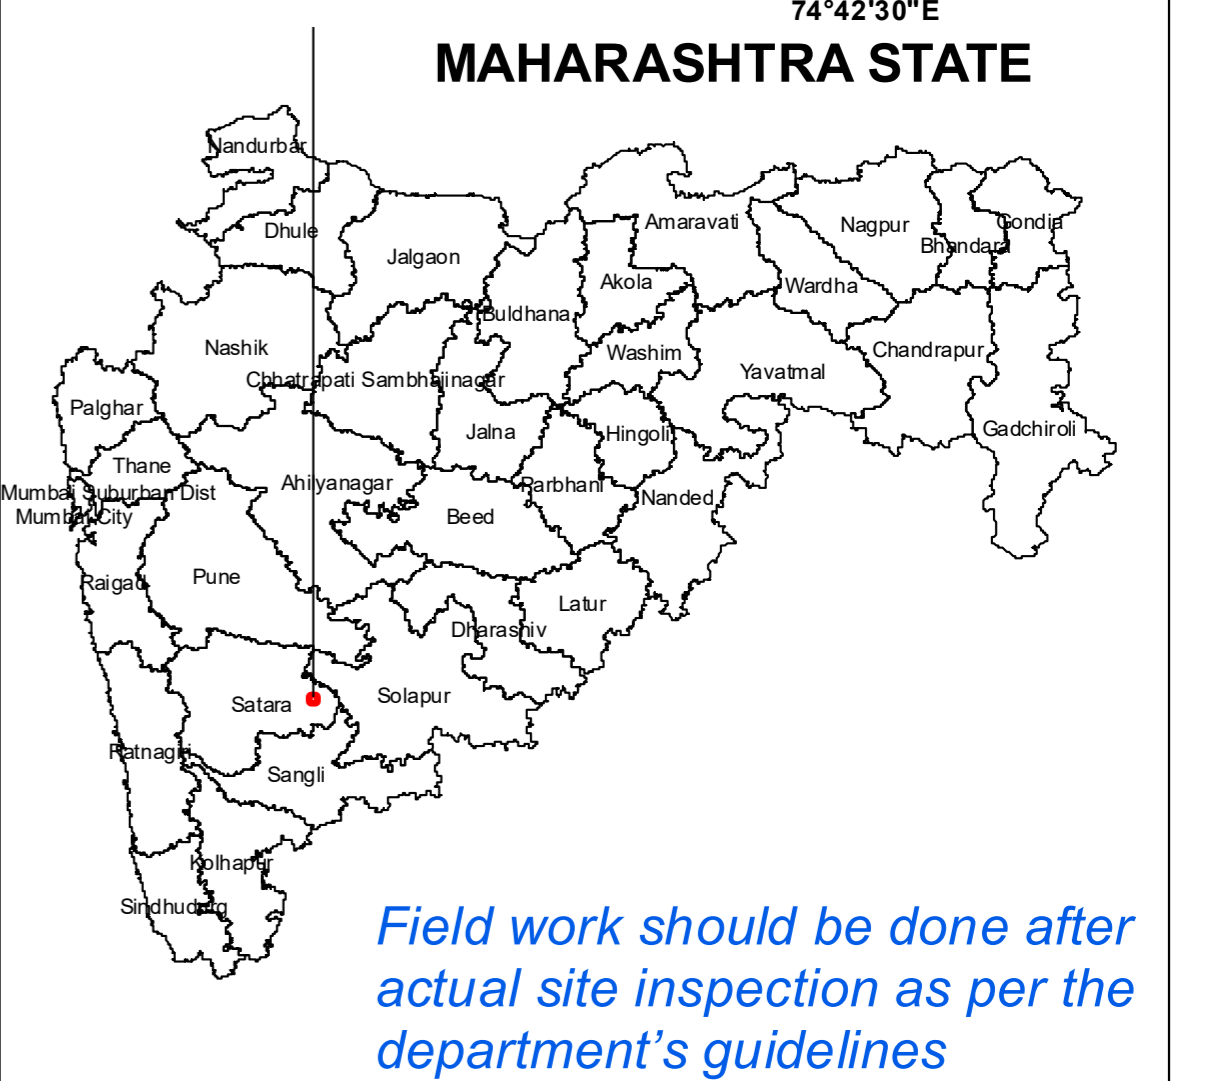 74°42'30"E
MAHARASHTRA STATE
Nandurbar
Dhule
Jalgaon
Amaravati
Nagpur
Bhandara
Gondia
Akola
Wardha
Buldhana
Nashik
Washim
Chandrapur
Yavatmal
Chhatrapati Sambhajinagar
Palghar
Jalna
Hingoli
Gadchiroli
Thane
Ahilyanagar
Parbhani
Nanded
Mumbai Suburban Dist
Mumbai City
Beed
Raigad
Pune
Latur
Dharashiv
Satara
Solapur
Ratnagiri
Sangli
Kolhapur
Sindhudurg
Field work should be done after
actual site inspection as per the
department’s guidelines